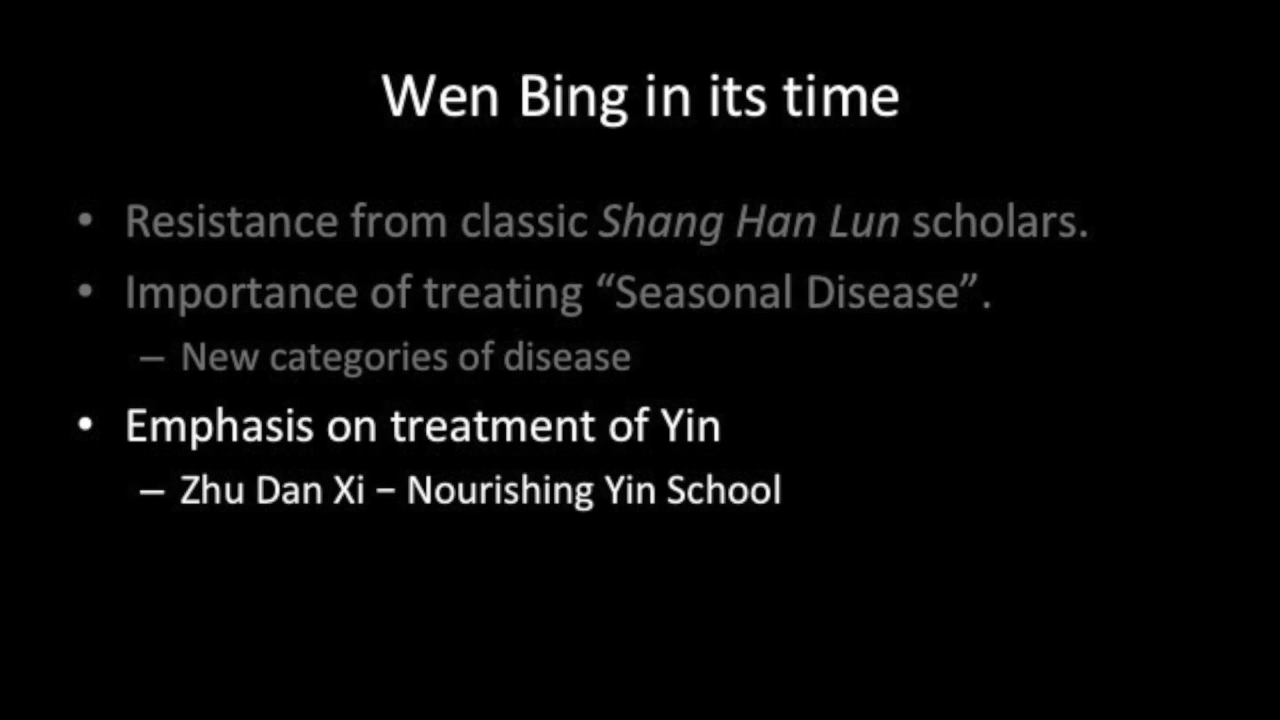 Wen Bing in its time
• Resistance from classic Shang Han Lun scholars.
• Importance of treating “Seasonal Disease”.
– New categories of disease
• Emphasis on treatment of Yin
– Zhu Dan Xi – Nourishing Yin School